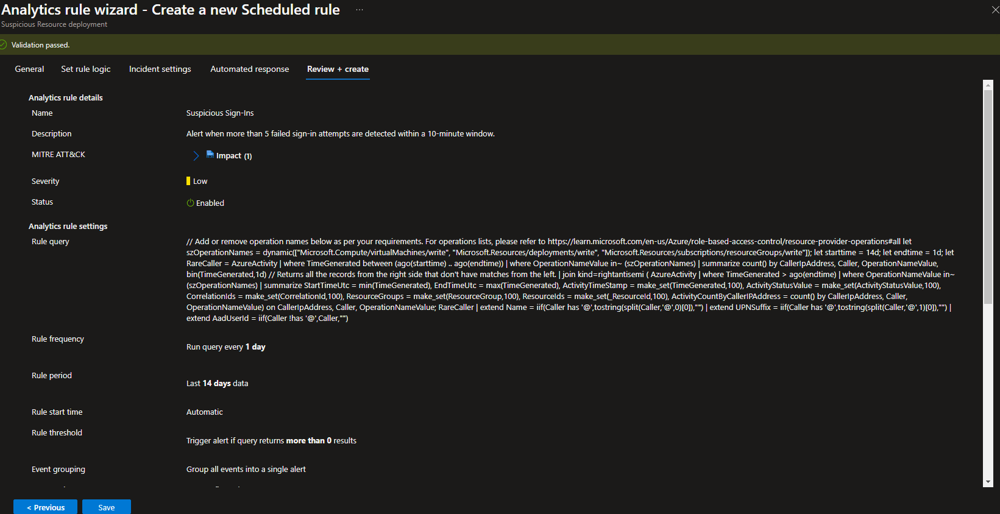 Analytics rule wizard - Create a new Scheduled rule ...
Suspicious Resource deployment
Validation passed.
General Set rule logic Incident settings Automated response Review + create
Analytics rule details
Name Suspicious Sign-Ins
Description Alert when more than 5 failed sign-in attempts are detected within a 10-minute window.
MITRE ATT&CK Impact (1)
Severity Low
Status Enabled
Analytics rule settings
Rule query // Add or remove operation names below as per your requirements. For operations lists, please refer to https://learn.microsoft.com/en-us/Azure/role-based-access-control/resource-provider-operations#all let
szOperationNames = dynamic(["Microsoft.Compute/virtualMachines/write", "Microsoft.Resources/deployments/write", "Microsoft.Resources/subscriptions/resourceGroups/write"]); let starttime = 14d; let endtime = 1d; let
RareCaller = AzureActivity | where TimeGenerated between (ago(starttime) .. ago(endtime)) | where OperationNameValue in~ (szOperationNames) | summarize count() by CallerIpAddress, Caller, OperationNameValue,
bin(TimeGenerated,1d) // Returns all the records from the right side that don't have matches from the left. | join kind=rightantisemi ( AzureActivity | where TimeGenerated > ago(endtime) | where OperationNameValue in~
(szOperationNames) | summarize StartTimeUtc = min(TimeGenerated), EndTimeUtc = max(TimeGenerated), ActivityTimeStamp = make_set(TimeGenerated,100), ActivityStatusValue = make_set(ActivityStatusValue,100),
CorrelationIds = make_set(CorrelationId,100), ResourceGroups = make_set(ResourceGroup,100), ResourceIds = make_set(_ResourceId,100), ActivityCountByCallerIPAddress = count() by CallerIpAddress, Caller,
OperationNameValue) on CallerIpAddress, Caller, OperationNameValue; RareCaller | extend Name = iif(Caller has '@',tostring(split(Caller,'@',0)[0]),"") | extend UPNSuffix = iif(Caller has '@',tostring(split(Caller,'@',1)[0]),"") |
extend AadUserId = iif(Caller !has '@',Caller,"")
Rule frequency
Run query every 1 day
Rule period
Last 14 days data
Rule start time Automatic
Rule threshold
Trigger alert if query returns more than 0 results
Event grouping Group all events into a single alert
< Previous Save